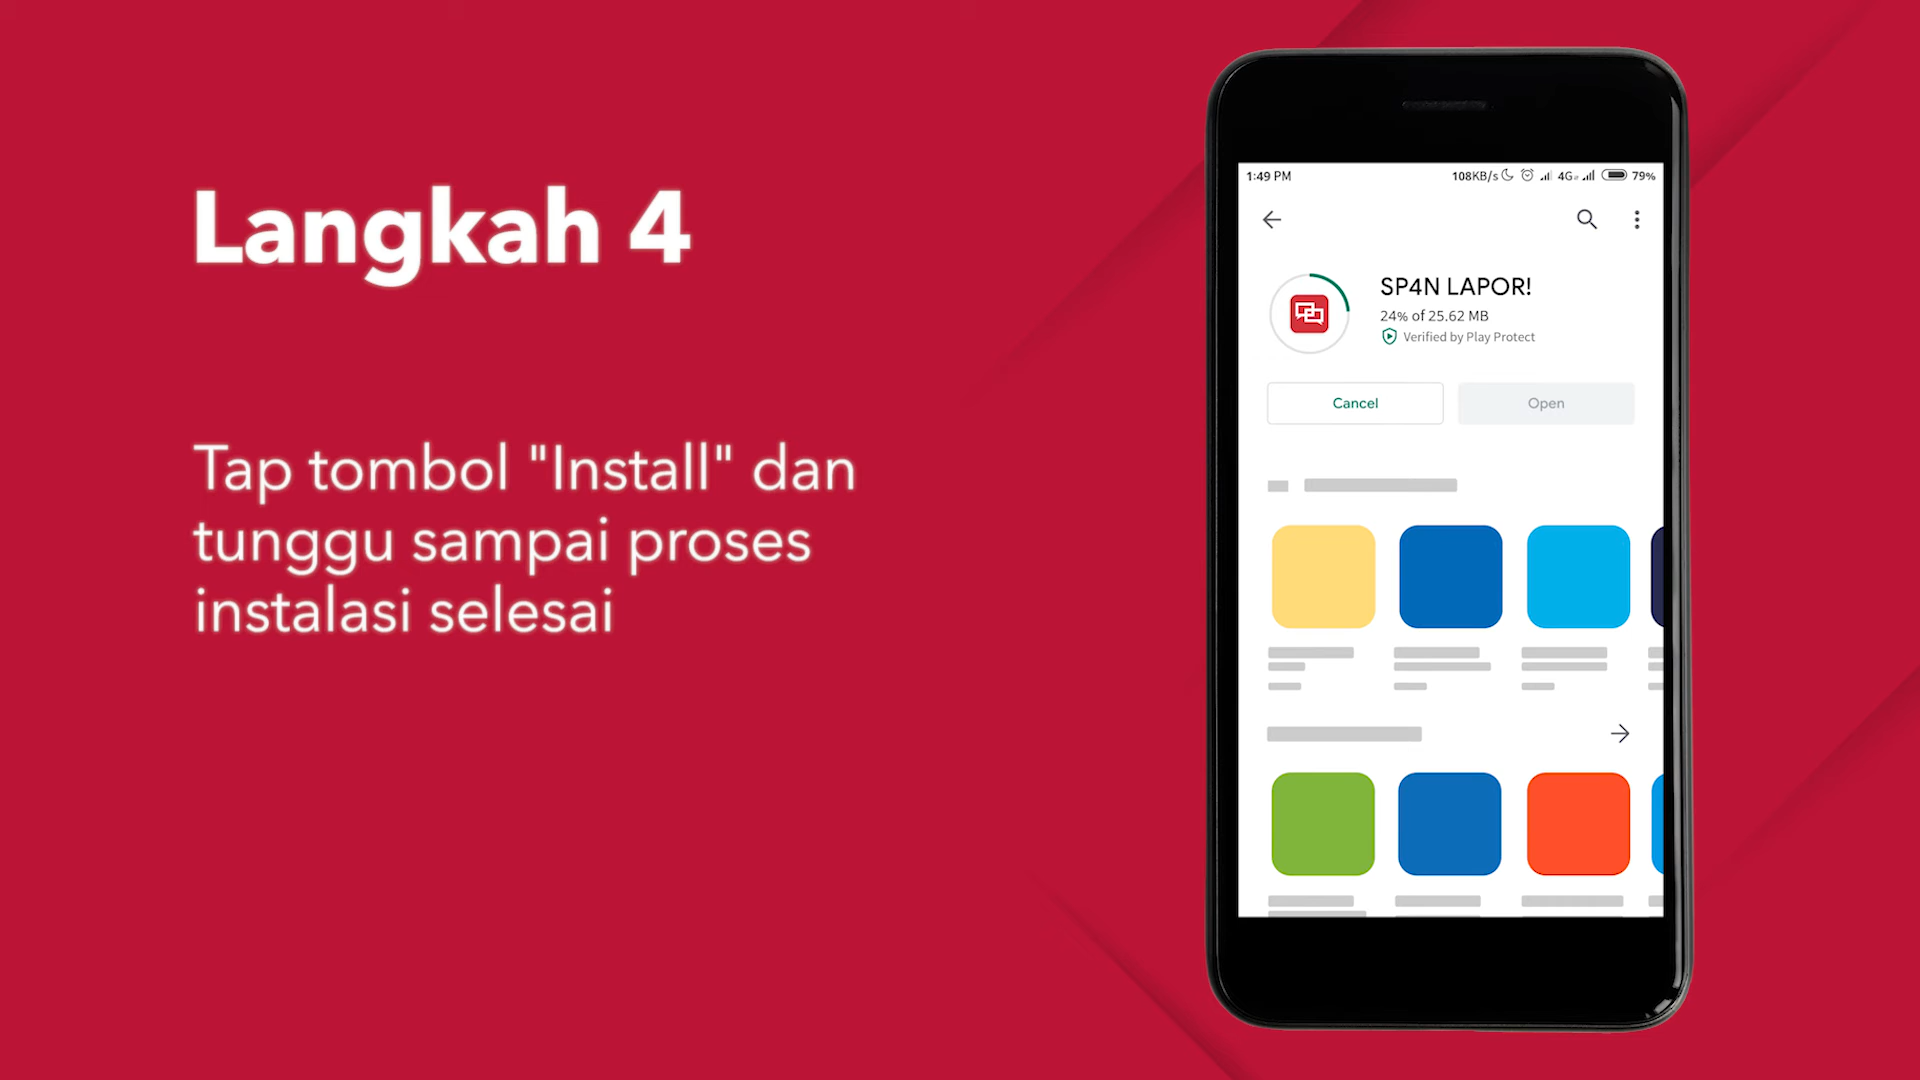 Langkah 4
Tap tombol "Install" dan
tunggu sampai proses
instalasi selesai
1:49 PM 108KB/s 4G 79%
SP4N LAPOR!
24% of 25.62 MB
Verified by Play Protect
Cancel Open